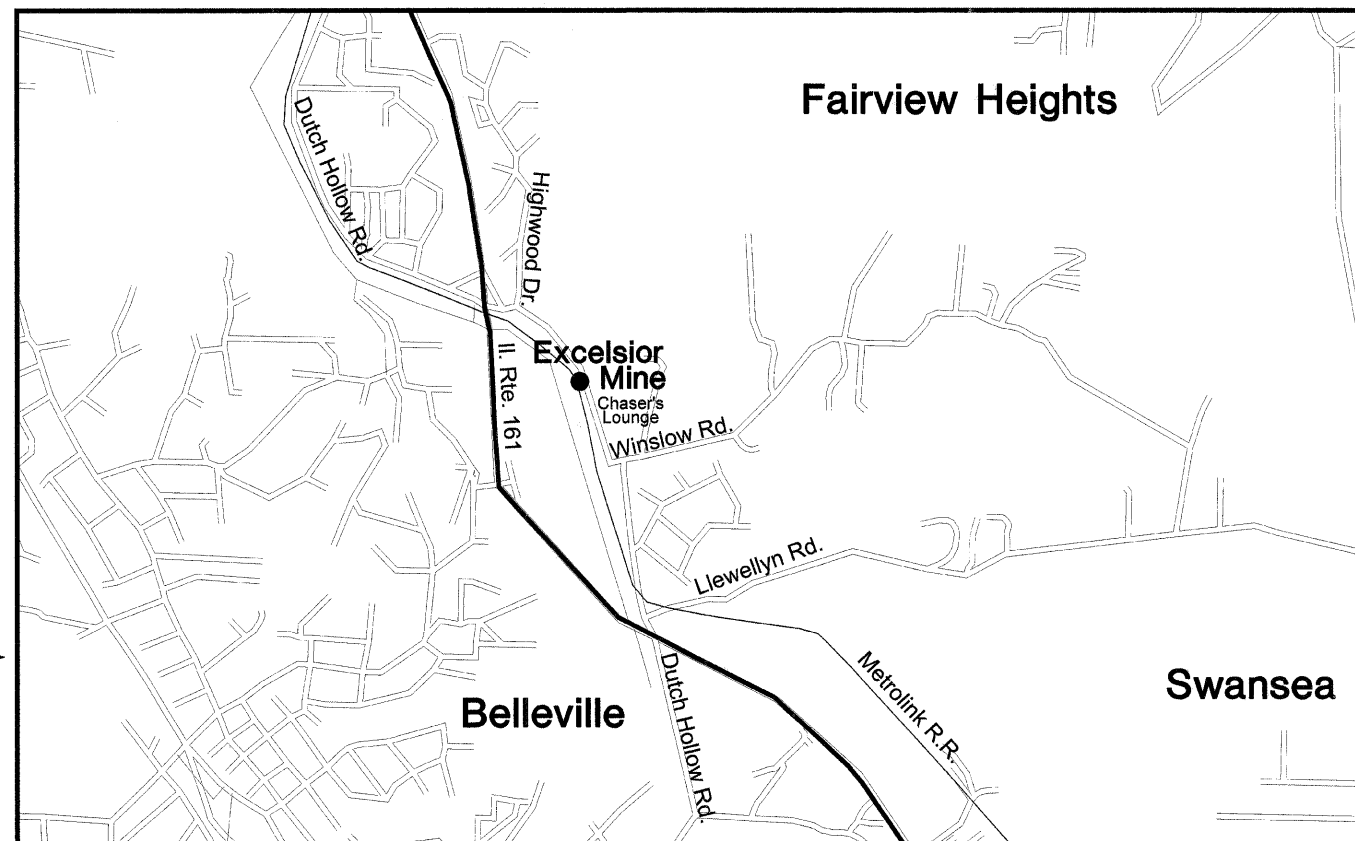 Fairview Heights
Dutch Hollow Rd.
Highwood Dr.
Il. Rte. 161
Excelsior
Mine
Chaser's
Lounge
Winslow Rd.
Llewellyn Rd.
Metrolink R.R.
Swansea
Belleville
Dutch Hollow Rd.